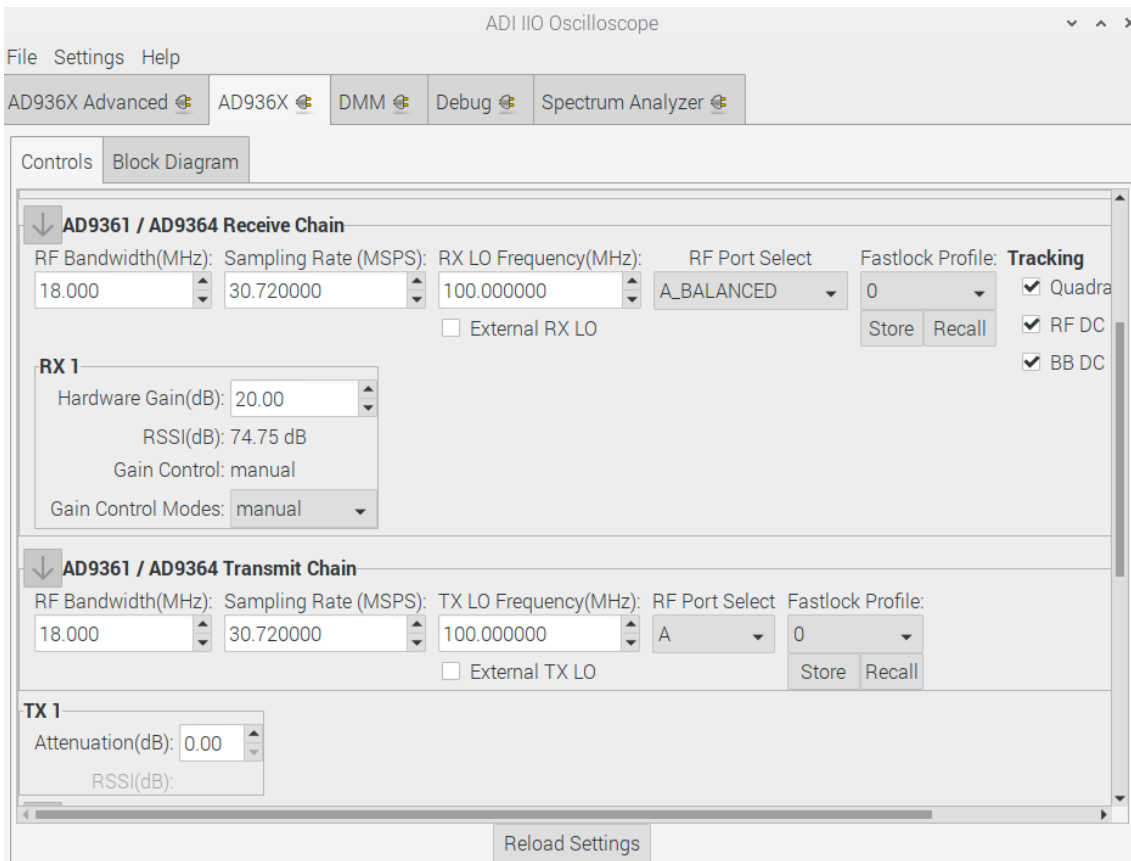 ADI IIO Oscilloscope
File Settings Help
AD936X Advanced AD936X DMM Debug Spectrum Analyzer
Controls Block Diagram
AD9361 / AD9364 Receive Chain
RF Bandwidth(MHz): Sampling Rate (MSPS): RX LO Frequency(MHz): RF Port Select Fastlock Profile: Tracking
18.000 30.720000 100.000000 A_BALANCED 0 Quadra
External RX LO Store Recall RF DC
RX 1 BB DC
Hardware Gain(dB): 20.00
RSSI(dB): 74.75 dB
Gain Control: manual
Gain Control Modes: manual
AD9361 / AD9364 Transmit Chain
RF Bandwidth(MHz): Sampling Rate (MSPS): TX LO Frequency(MHz): RF Port Select Fastlock Profile:
18.000 30.720000 100.000000 A 0
External TX LO Store Recall
TX 1
Attenuation(dB): 0.00
RSSI(dB):
Reload Settings